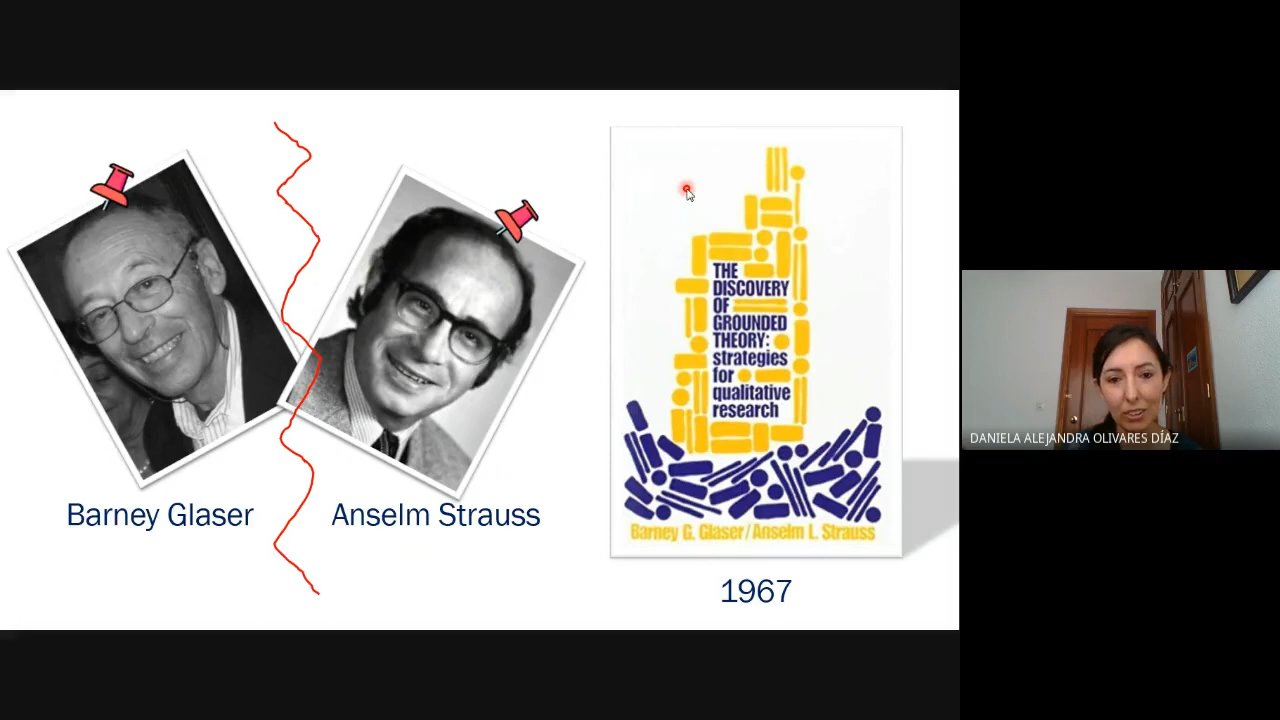 Barney Glaser
Anselm Strauss
THE
DISCOVERY
OF
GROUNDED
THEORY:
strategies
for
qualitative
research
Barney G. Glaser/Anselm L. Strauss
1967
DANIELA ALEJANDRA OLIVARES DÍAZ